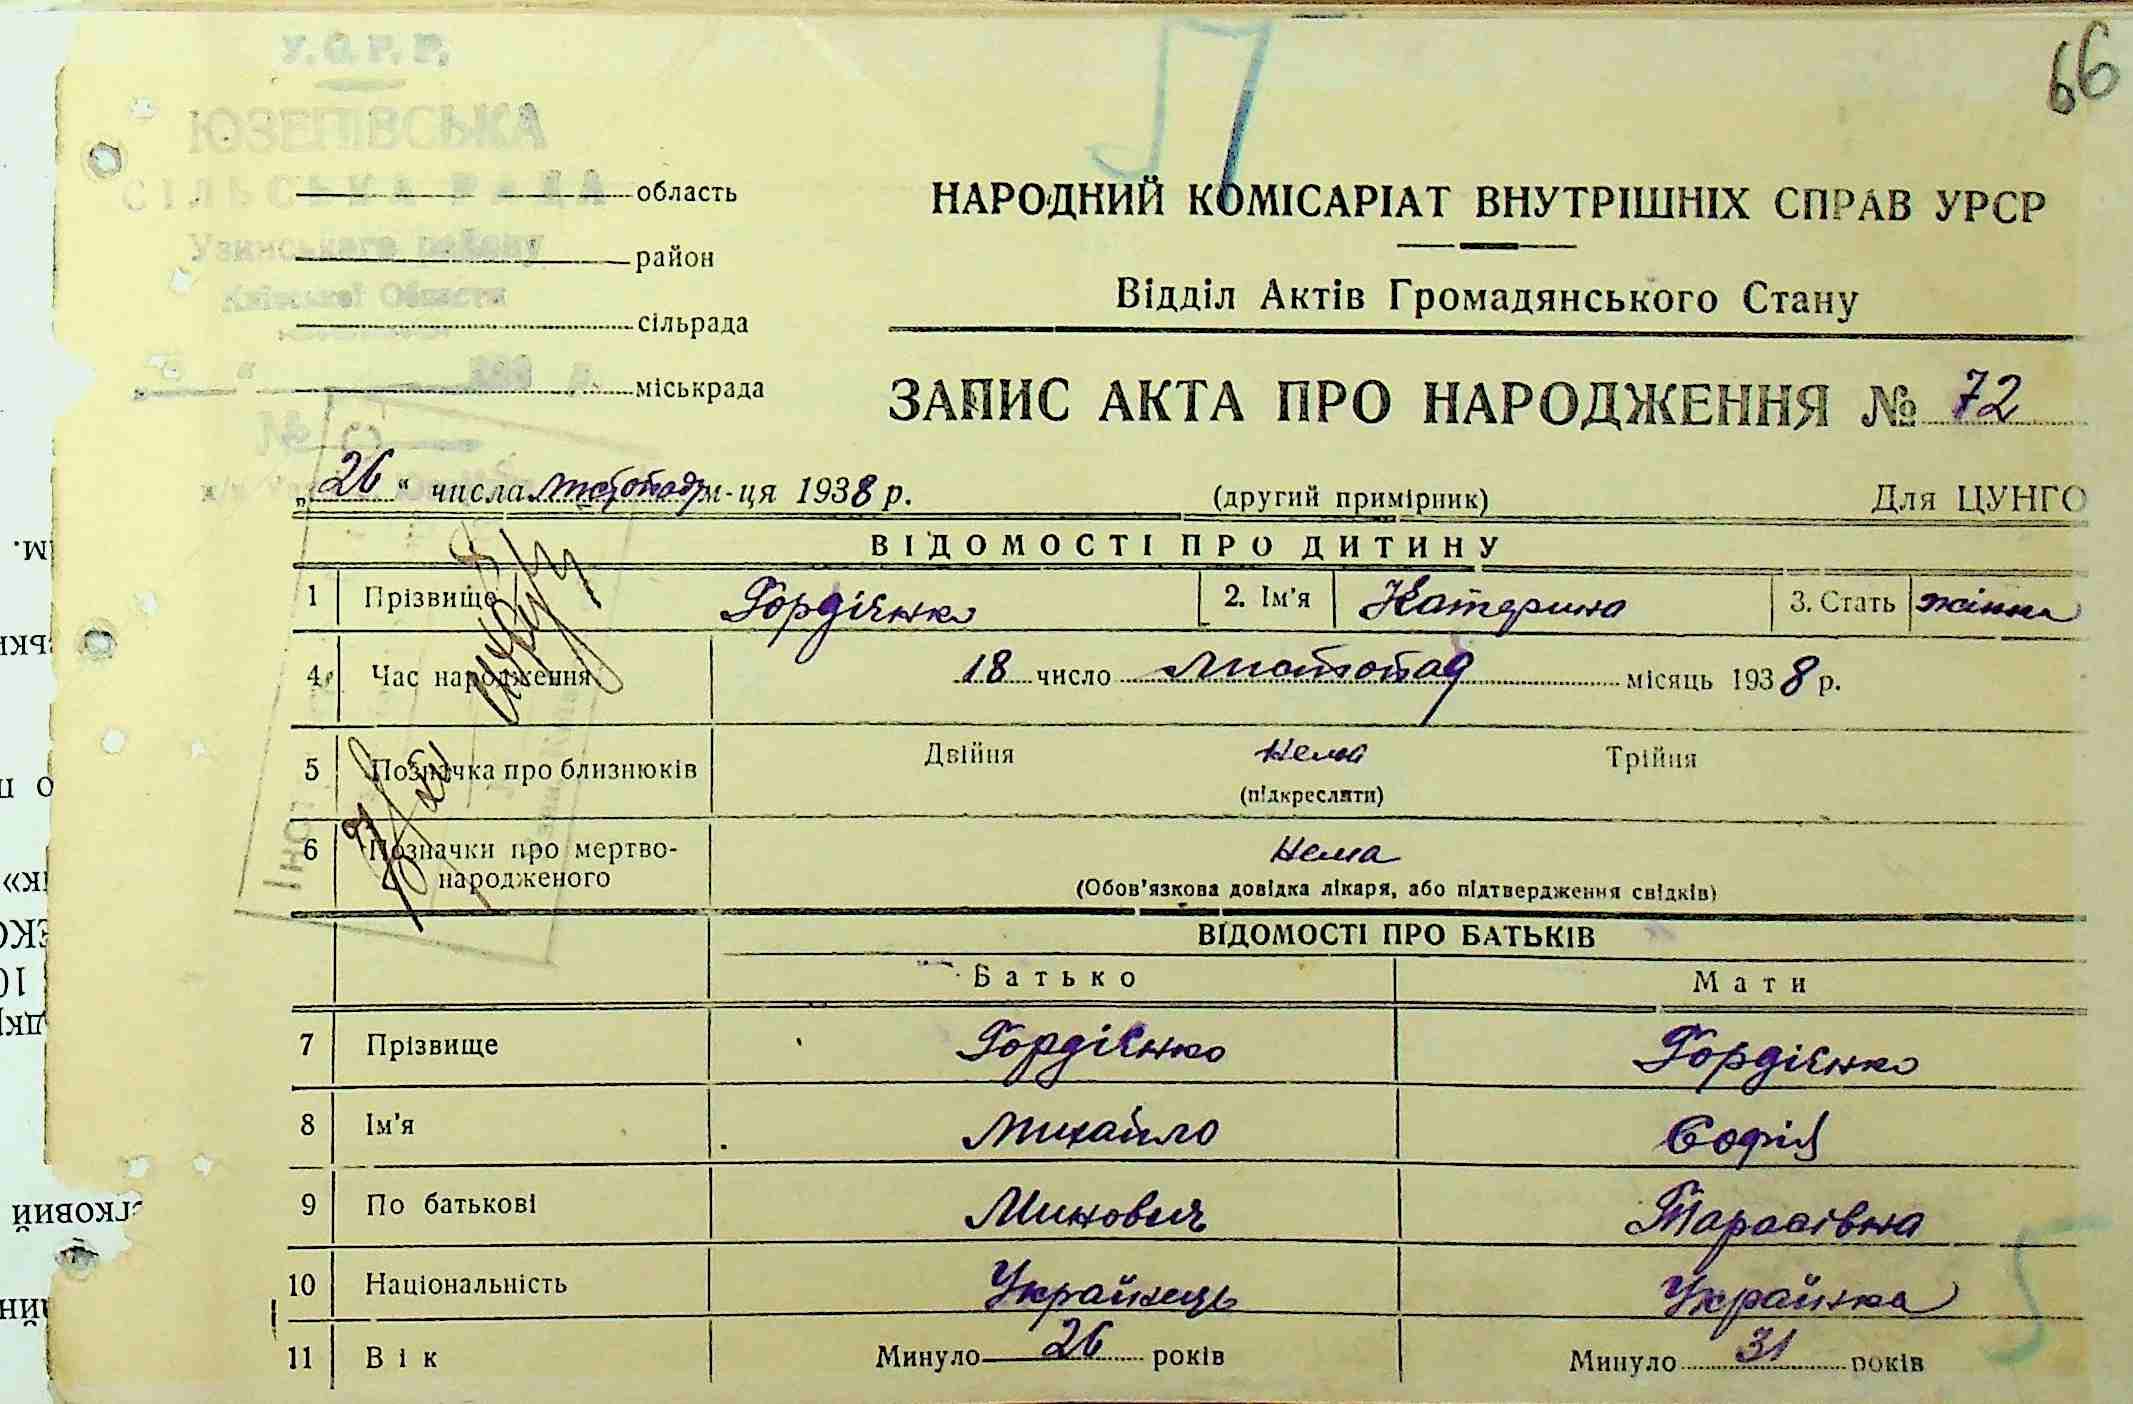 У.С.Р.Р.
66
ЮЗЕПІВСЬКА
СІЛЬСЬКА РАДА
область
НАРОДНИЙ КОМІСАРІАТ ВНУТРІШНІХ СПРАВ УРСР
Узинського району
район
Київської Области
Відділ Актів Громадянського Стану
сільрада
міськрада
ЗАПИС АКТА ПРО НАРОДЖЕННЯ № 72
№
„26“ числа листопада м-ця 1938 р.
(другий примірник)
Для ЦУНГО
ВІДОМОСТІ ПРО ДИТИНУ
1 Прізвище Гордієнко 2. Ім'я Катерина 3. Стать жіноча
4 Час народження 18 число Листопад місяць 1938 р.
5 Позначка про близнюків Двійня нема Трійня
(підкреслити)
6 Позначки про мертво-
народженого нема
(Обов'язкова довідка лікаря, або підтвердження свідків)
ВІДОМОСТІ ПРО БАТЬКІВ
Батько Мати
7 Прізвище Гордієнко Гордієнко
8 Ім'я Михайло Софія
9 По батькові Минович Тарасівна
10 Національність Українець Українка
11 Вік Минуло 26 років Минуло 31 років
5